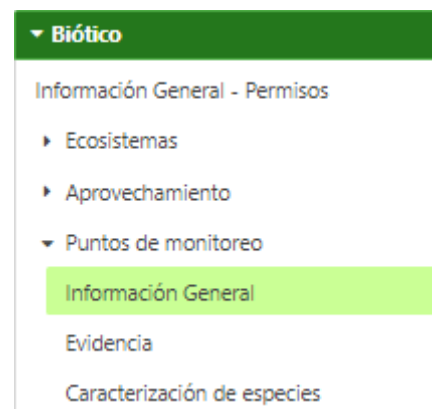 Biótico
Información General - Permisos
Ecosistemas
Aprovechamiento
Puntos de monitoreo
Información General
Evidencia
Caracterización de especies